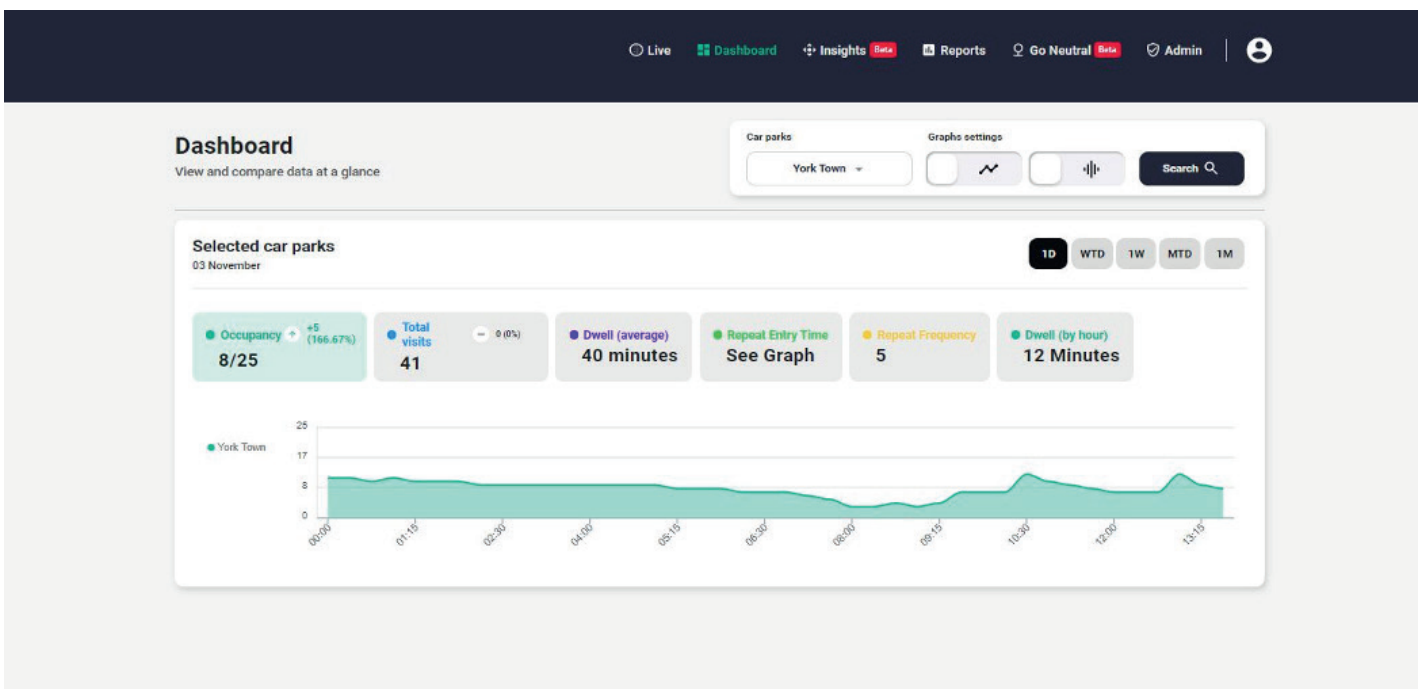 Live Dashboard Insights Beta Reports Go Neutral Beta Admin
Dashboard
View and compare data at a glance
Car parks Graphs settings
York Town Search
Selected car parks
03 November
1D WTD 1W MTD 1M
Occupancy +5 (166.67%)
8/25
Total visits 0 (0%)
41
Dwell (average)
40 minutes
Repeat Entry Time
See Graph
Repeat Frequency
5
Dwell (by hour)
12 Minutes
York Town
25
17
8
0
00:00 01:15 02:30 04:00 05:15 06:30 08:00 09:15 10:30 12:00 13:15